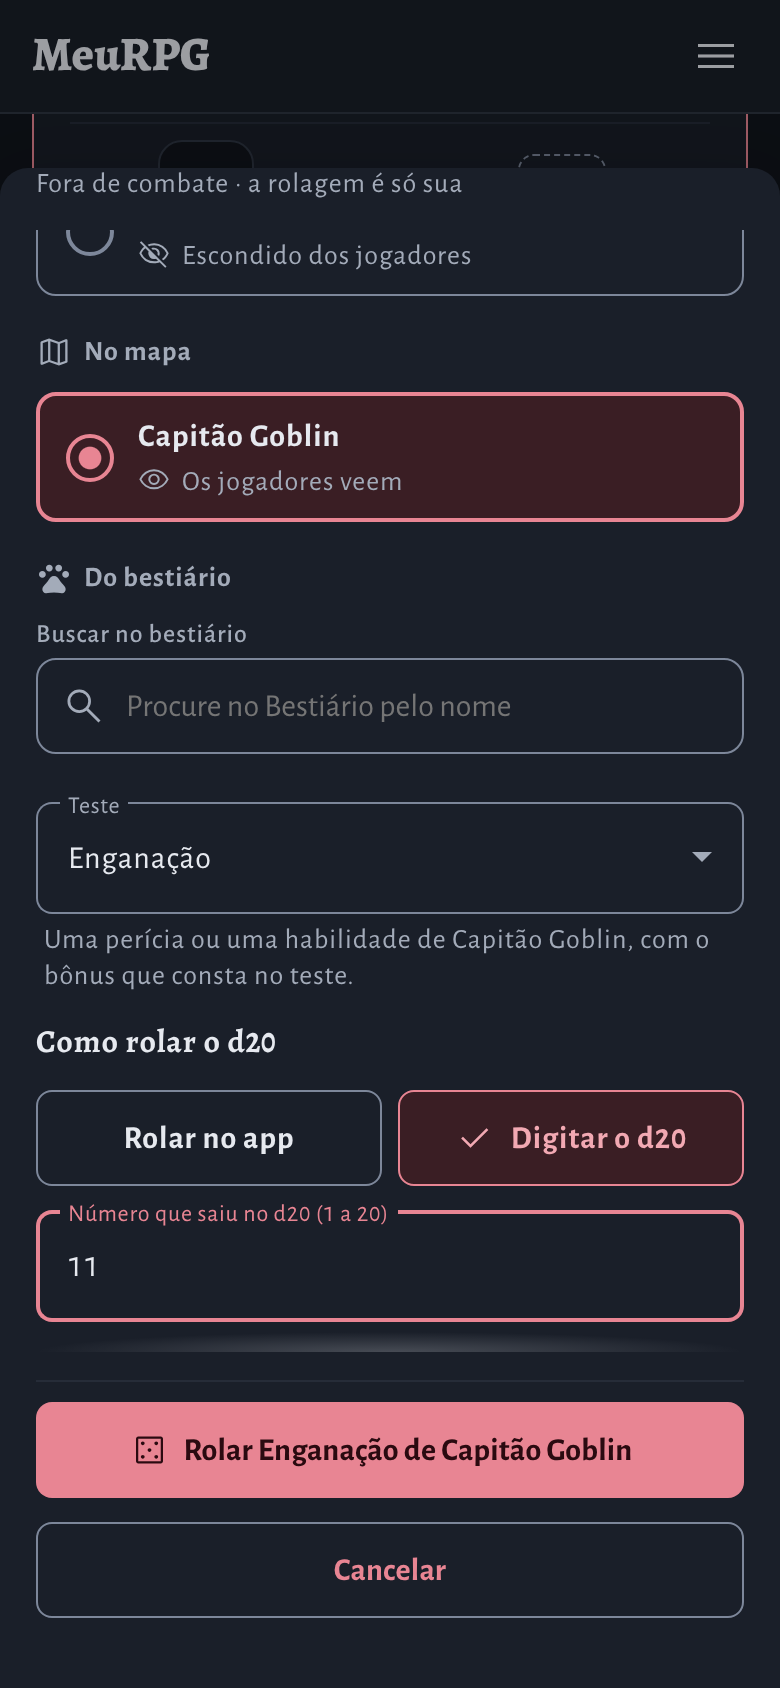 MeuRPG
Fora de combate · a rolagem é só sua
Escondido dos jogadores
No mapa
Capitão Goblin
Os jogadores veem
Do bestiário
Buscar no bestiário
Procure no Bestiário pelo nome
Teste
Enganação
Uma perícia ou uma habilidade de Capitão Goblin, com o
bônus que consta no teste.
Como rolar o d20
Rolar no app
Digitar o d20
Número que saiu no d20 (1 a 20)
11
Rolar Enganação de Capitão Goblin
Cancelar